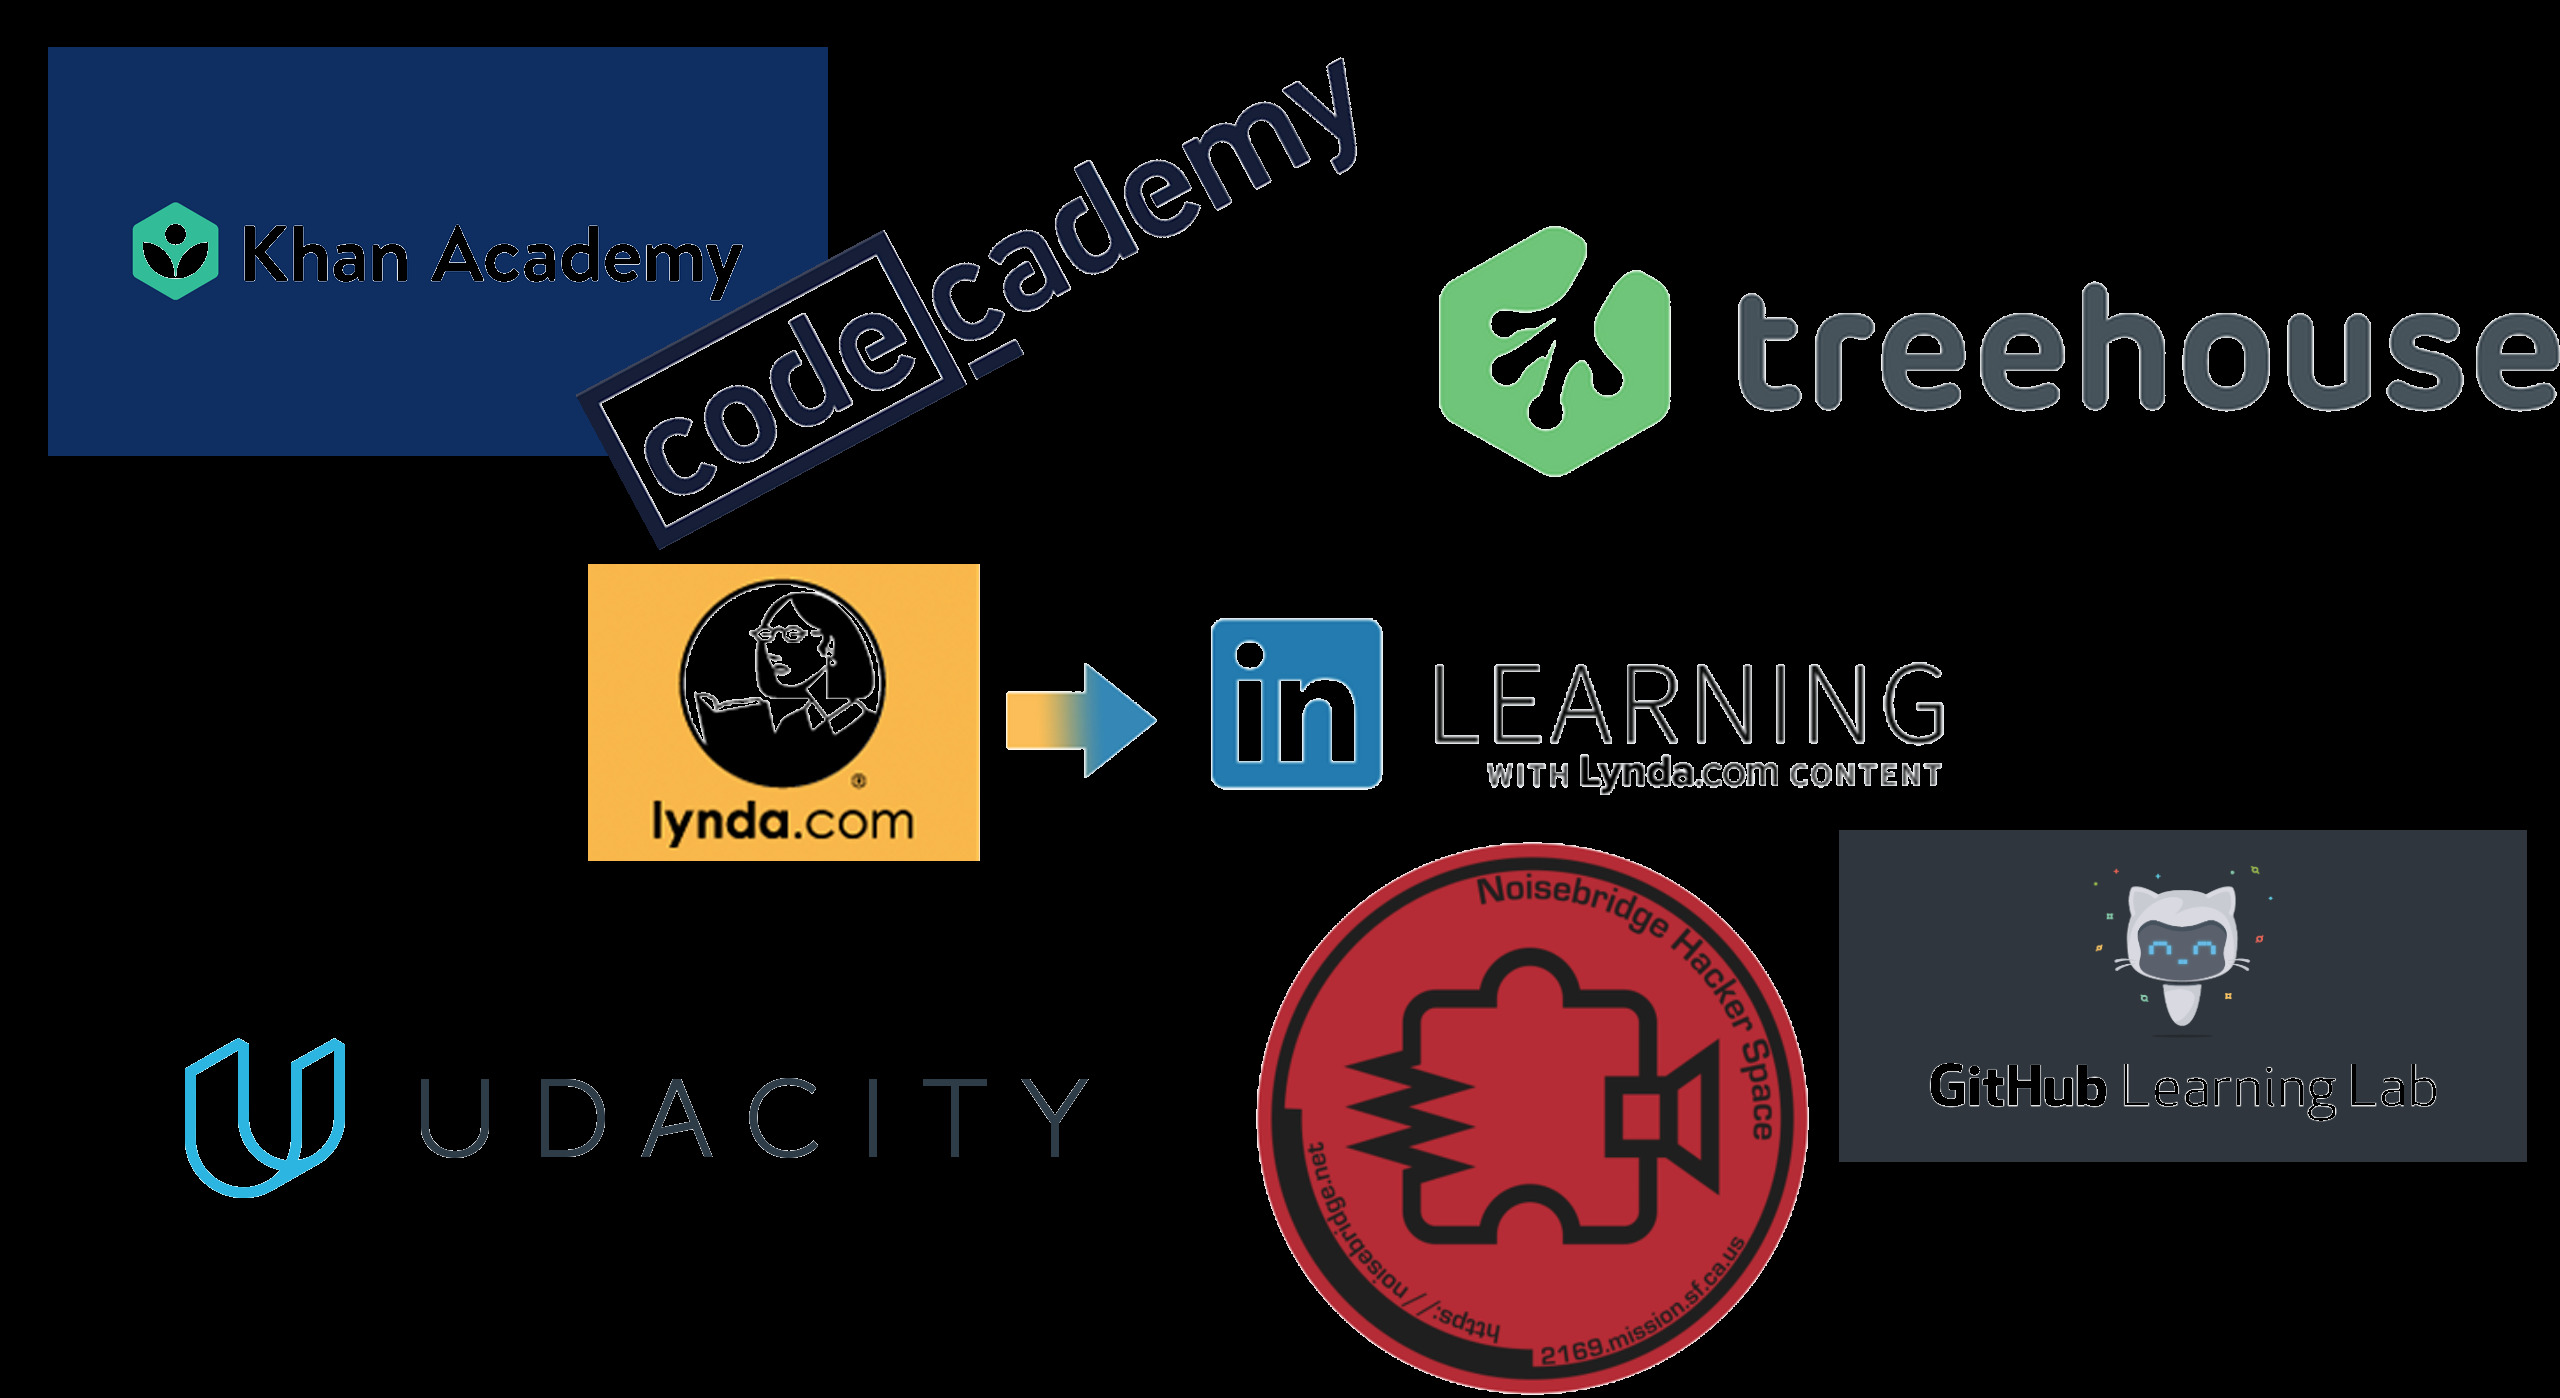 Khan Academy
codecademy
treehouse
lynda.com
in LEARNING
WITH Lynda.com CONTENT
Noisebridge Hacker Space
https://noisebridge.net
2169.mission.sf.ca.us
GitHub Learning Lab
UDACITY